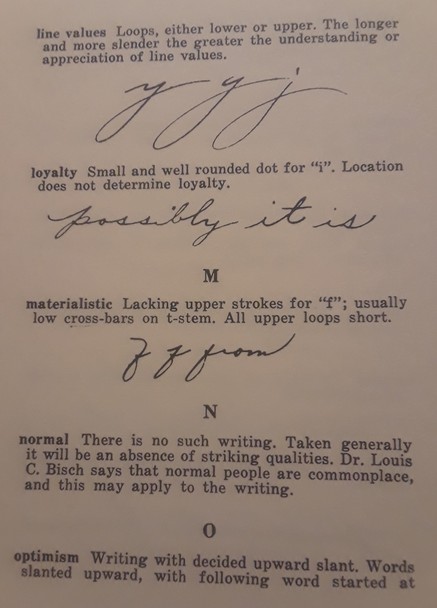 line values Loops, either lower or upper. The longer
and more slender the greater the understanding or
appreciation of line values.
y y j
loyalty Small and well rounded dot for "i". Location
does not determine loyalty.
possibly it is
M
materialistic Lacking upper strokes for "f"; usually
low cross-bars on t-stem. All upper loops short.
f f from
N
normal There is no such writing. Taken generally
it will be an absence of striking qualities. Dr. Louis
C. Bisch says that normal people are commonplace,
and this may apply to the writing.
O
optimism Writing with decided upward slant. Words
slanted upward, with following word started at